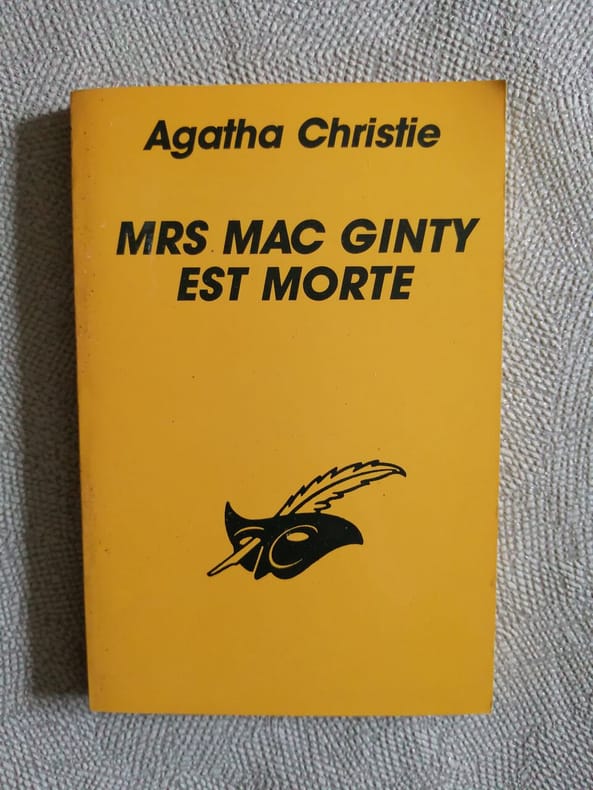 Agatha Christie
MRS MAC GINTY
EST MORTE